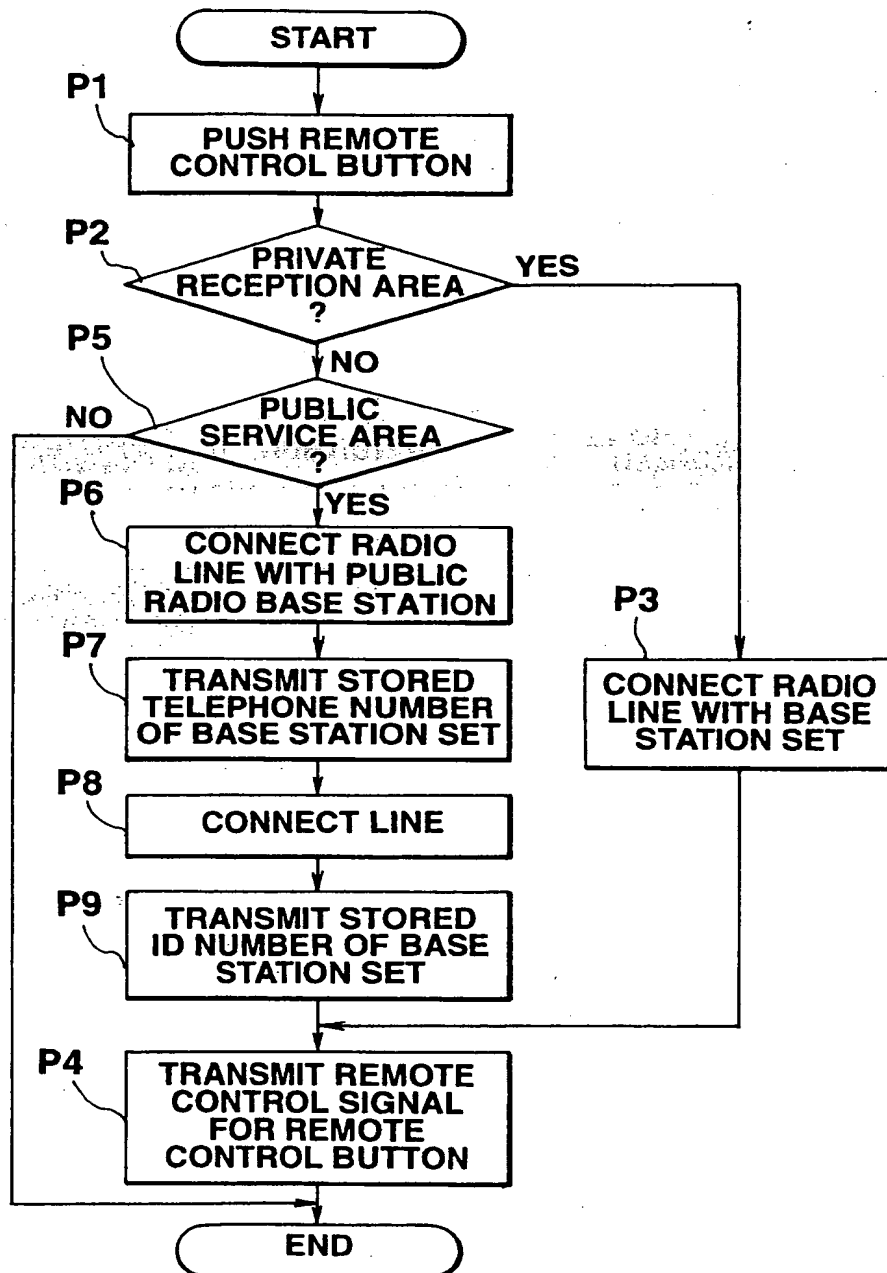 START
P1
PUSH REMOTE
CONTROL BUTTON
P2
PRIVATE
RECEPTION AREA
?
YES
NO
P5
PUBLIC
SERVICE AREA
?
NO
YES
P6
CONNECT RADIO
LINE WITH PUBLIC
RADIO BASE STATION
P3
CONNECT RADIO
LINE WITH BASE
STATION SET
P7
TRANSMIT STORED
TELEPHONE NUMBER
OF BASE STATION SET
P8
CONNECT LINE
P9
TRANSMIT STORED
ID NUMBER OF BASE
STATION SET
P4
TRANSMIT REMOTE
CONTROL SIGNAL
FOR REMOTE
CONTROL BUTTON
END